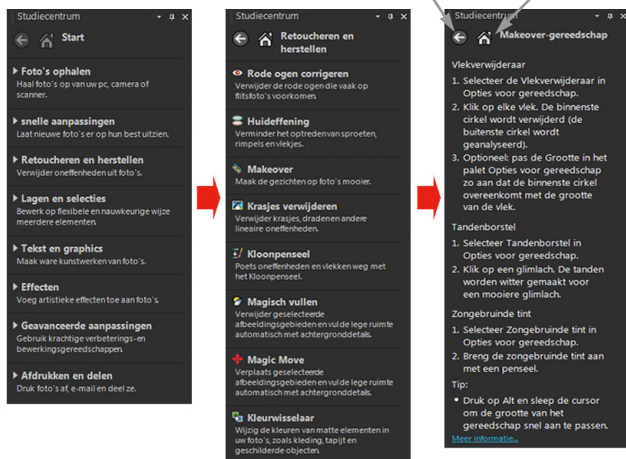 Studiecentrum
Start
Foto's ophalen
Haal foto's op van uw pc, camera of
scanner.
snelle aanpassingen
Laat nieuwe foto's er op hun best uitzien.
Retoucheren en herstellen
Verwijder oneffenheden uit foto's.
Lagen en selecties
Bewerk op flexibele en nauwkeurige wijze
meerdere elementen.
Tekst en graphics
Maak ware kunstwerken van foto's.
Effecten
Voeg artistieke effecten toe aan foto's.
Geavanceerde aanpassingen
Gebruik krachtige verbeterings- en
bewerkingsgereedschappen.
Afdrukken en delen
Druk foto's af, e-mail en deel ze.
Studiecentrum
Retoucheren en
herstellen
Rode ogen corrigeren
Verwijder de rode ogen die vaak op
flitsfoto's voorkomen.
Huideffening
Verminder het optreden van sproeten,
rimpels en vlekjes.
Makeover
Maak de gezichten op foto's mooier.
Krasjes verwijderen
Verwijder krasjes, draden en andere
lineaire oneffenheden.
Kloonpenseel
Poets oneffenheden en vlekken weg met
het Kloonpenseel.
Magisch vullen
Verwijder geselecteerde
afbeeldingsgebieden en vul de lege ruimte
automatisch met achtergronddetails.
Magic Move
Verplaats geselecteerde
afbeeldingsgebieden en vul de lege ruimte
automatisch met achtergronddetails.
Kleurwisselaar
Wijzig de kleuren van matte elementen in
uw foto's, zoals kleding, tapijt en
geschilderde objecten.
Studiecentrum
Makeover-gereedschap
Vlekverwijderaar
1. Selecteer de Vlekverwijderaar in
Opties voor gereedschap.
2. Klik op elke vlek. De binnenste
cirkel wordt verwijderd (de
buitenste cirkel wordt
geanalyseerd).
3. Optioneel: pas de Grootte in het
palet Opties voor gereedschap
zo aan dat de binnenste cirkel
overeenkomt met de grootte
van de vlek.
Tandenborstel
1. Selecteer Tandenborstel in
Opties voor gereedschap.
2. Klik op een glimlach. De tanden
worden witter gemaakt voor
een mooiere glimlach.
Zongebruinde tint
1. Selecteer Zongebruinde tint in
Opties voor gereedschap.
2. Breng de zongebruinde tint aan
met een penseel.
Tip:
• Druk op Alt en sleep de cursor
om de grootte van het
gereedschap snel aan te passen.
Meer informatie...